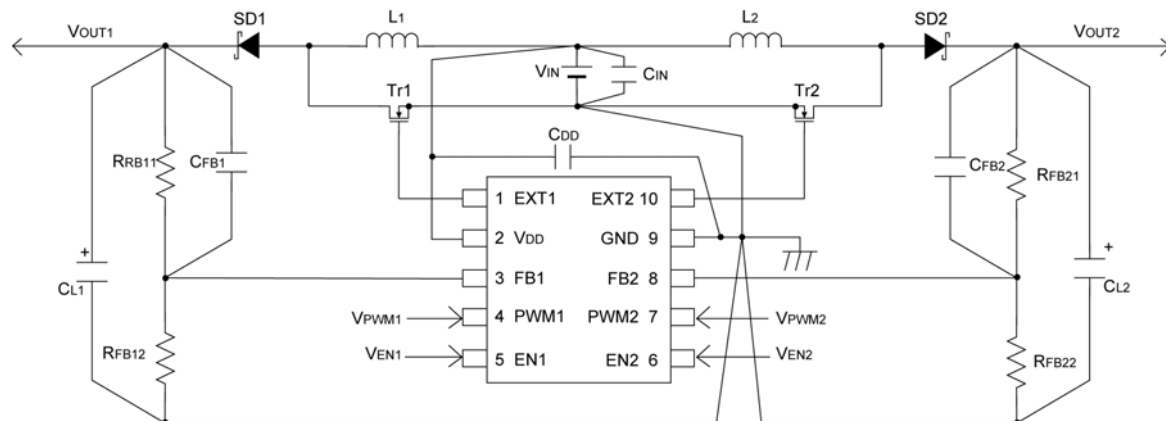 SD1
L1
L2
SD2
VOUT1
VOUT2
VIN
CIN
Tr1
Tr2
CDD
RRB11
CFB1
CFB2
RFB21
1 EXT1
EXT2 10
2 VDD
GND 9
3 FB1
FB2 8
4 PWM1
PWM2 7
5 EN1
EN2 6
+
CL1
+
CL2
VPWM1
VPWM2
VEN1
VEN2
RFB12
RFB22